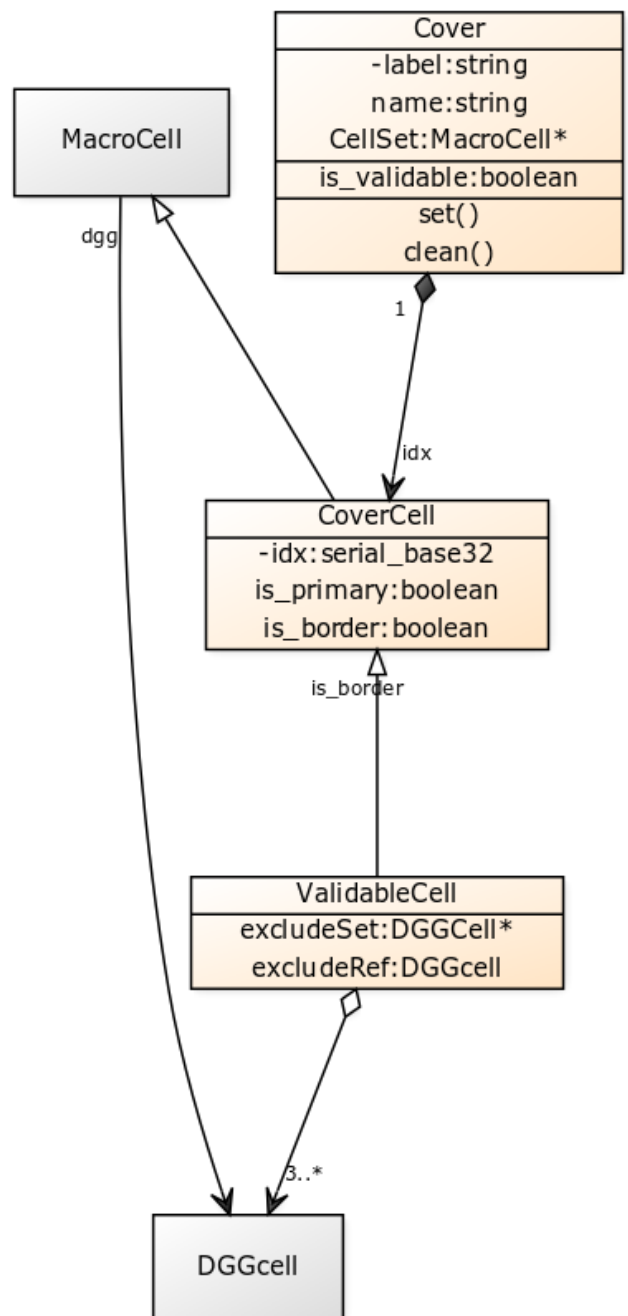 Cover
-label:string
name:string
CellSet:MacroCell*
is_validable:boolean
set()
clean()
MacroCell
dgg
1
idx
CoverCell
-idx:serial_base32
is_primary:boolean
is_border:boolean
is_border
ValidableCell
excludeSet:DGGCell*
excludeRef:DGGcell
3..*
DGGcell